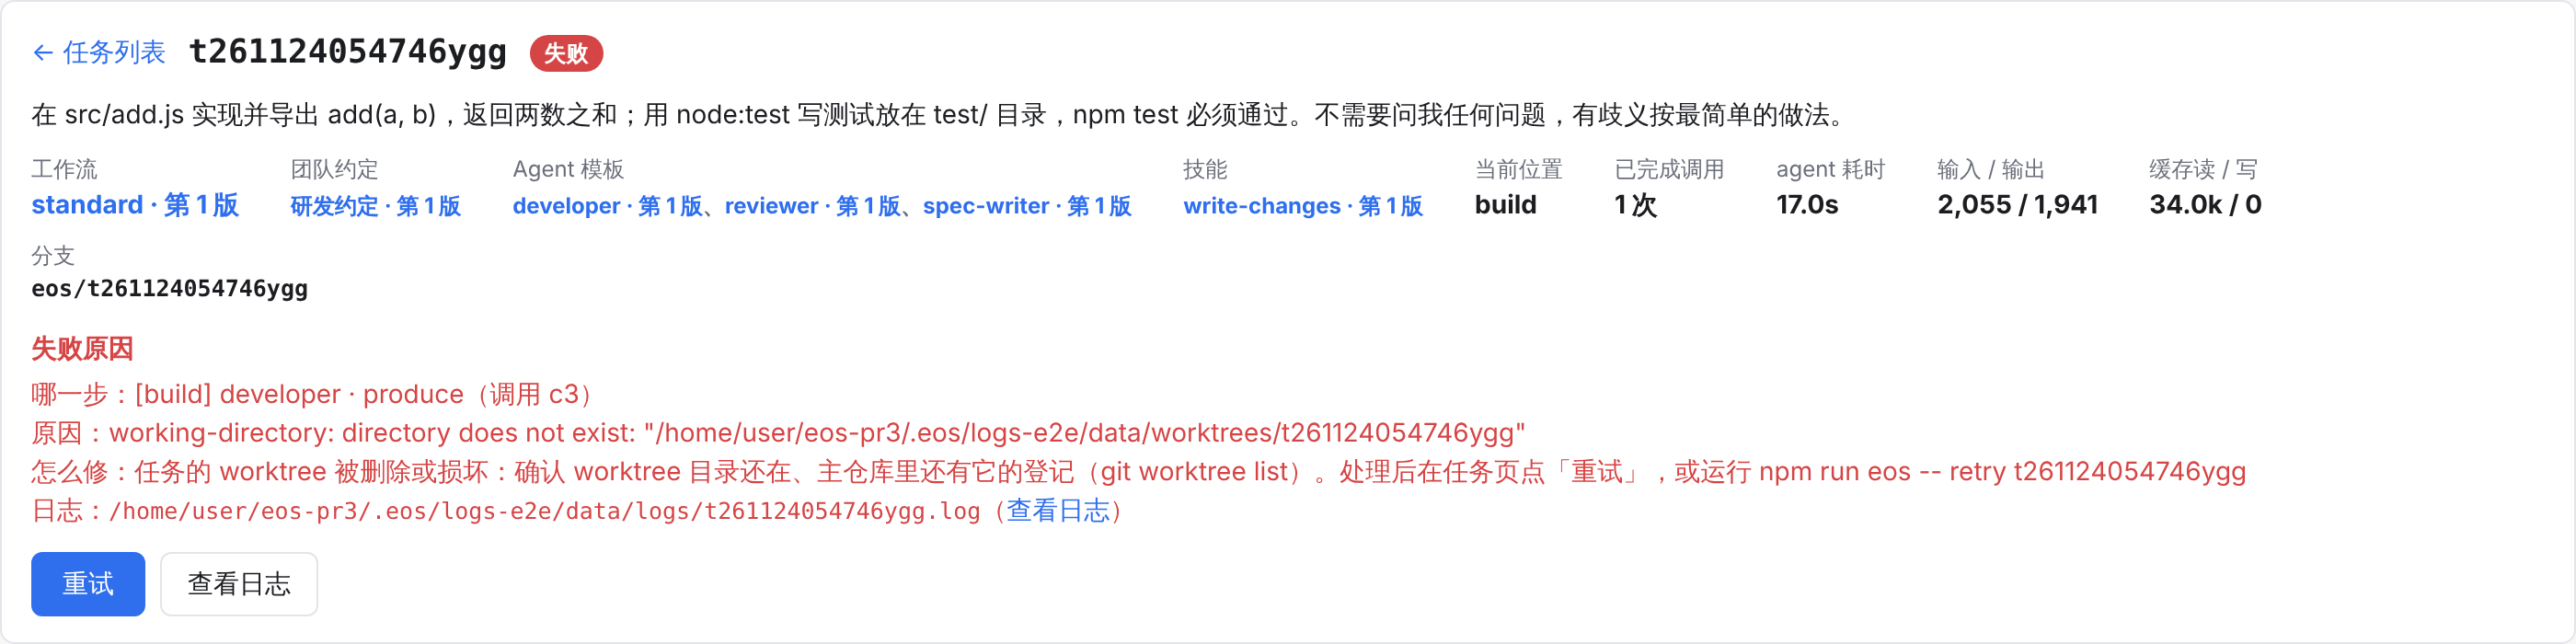 ← 任务列表 t261124054746ygg 失败
在 src/add.js 实现并导出 add(a, b)，返回两数之和；用 node:test 写测试放在 test/ 目录，npm test 必须通过。不需要问我任何问题，有歧义按最简单的做法。
工作流 团队约定 Agent 模板 技能 当前位置 已完成调用 agent 耗时 输入 / 输出 缓存读 / 写
standard · 第 1 版 研发约定 · 第 1 版 developer · 第 1 版、reviewer · 第 1 版、spec-writer · 第 1 版 write-changes · 第 1 版 build 1 次 17.0s 2,055 / 1,941 34.0k / 0
分支
eos/t261124054746ygg
失败原因
哪一步：[build] developer · produce（调用 c3）
原因：working-directory: directory does not exist: "/home/user/eos-pr3/.eos/logs-e2e/data/worktrees/t261124054746ygg"
怎么修：任务的 worktree 被删除或损坏：确认 worktree 目录还在、主仓库里还有它的登记（git worktree list）。处理后在任务页点「重试」，或运行 npm run eos -- retry t261124054746ygg
日志：/home/user/eos-pr3/.eos/logs-e2e/data/logs/t261124054746ygg.log（查看日志）
重试 查看日志